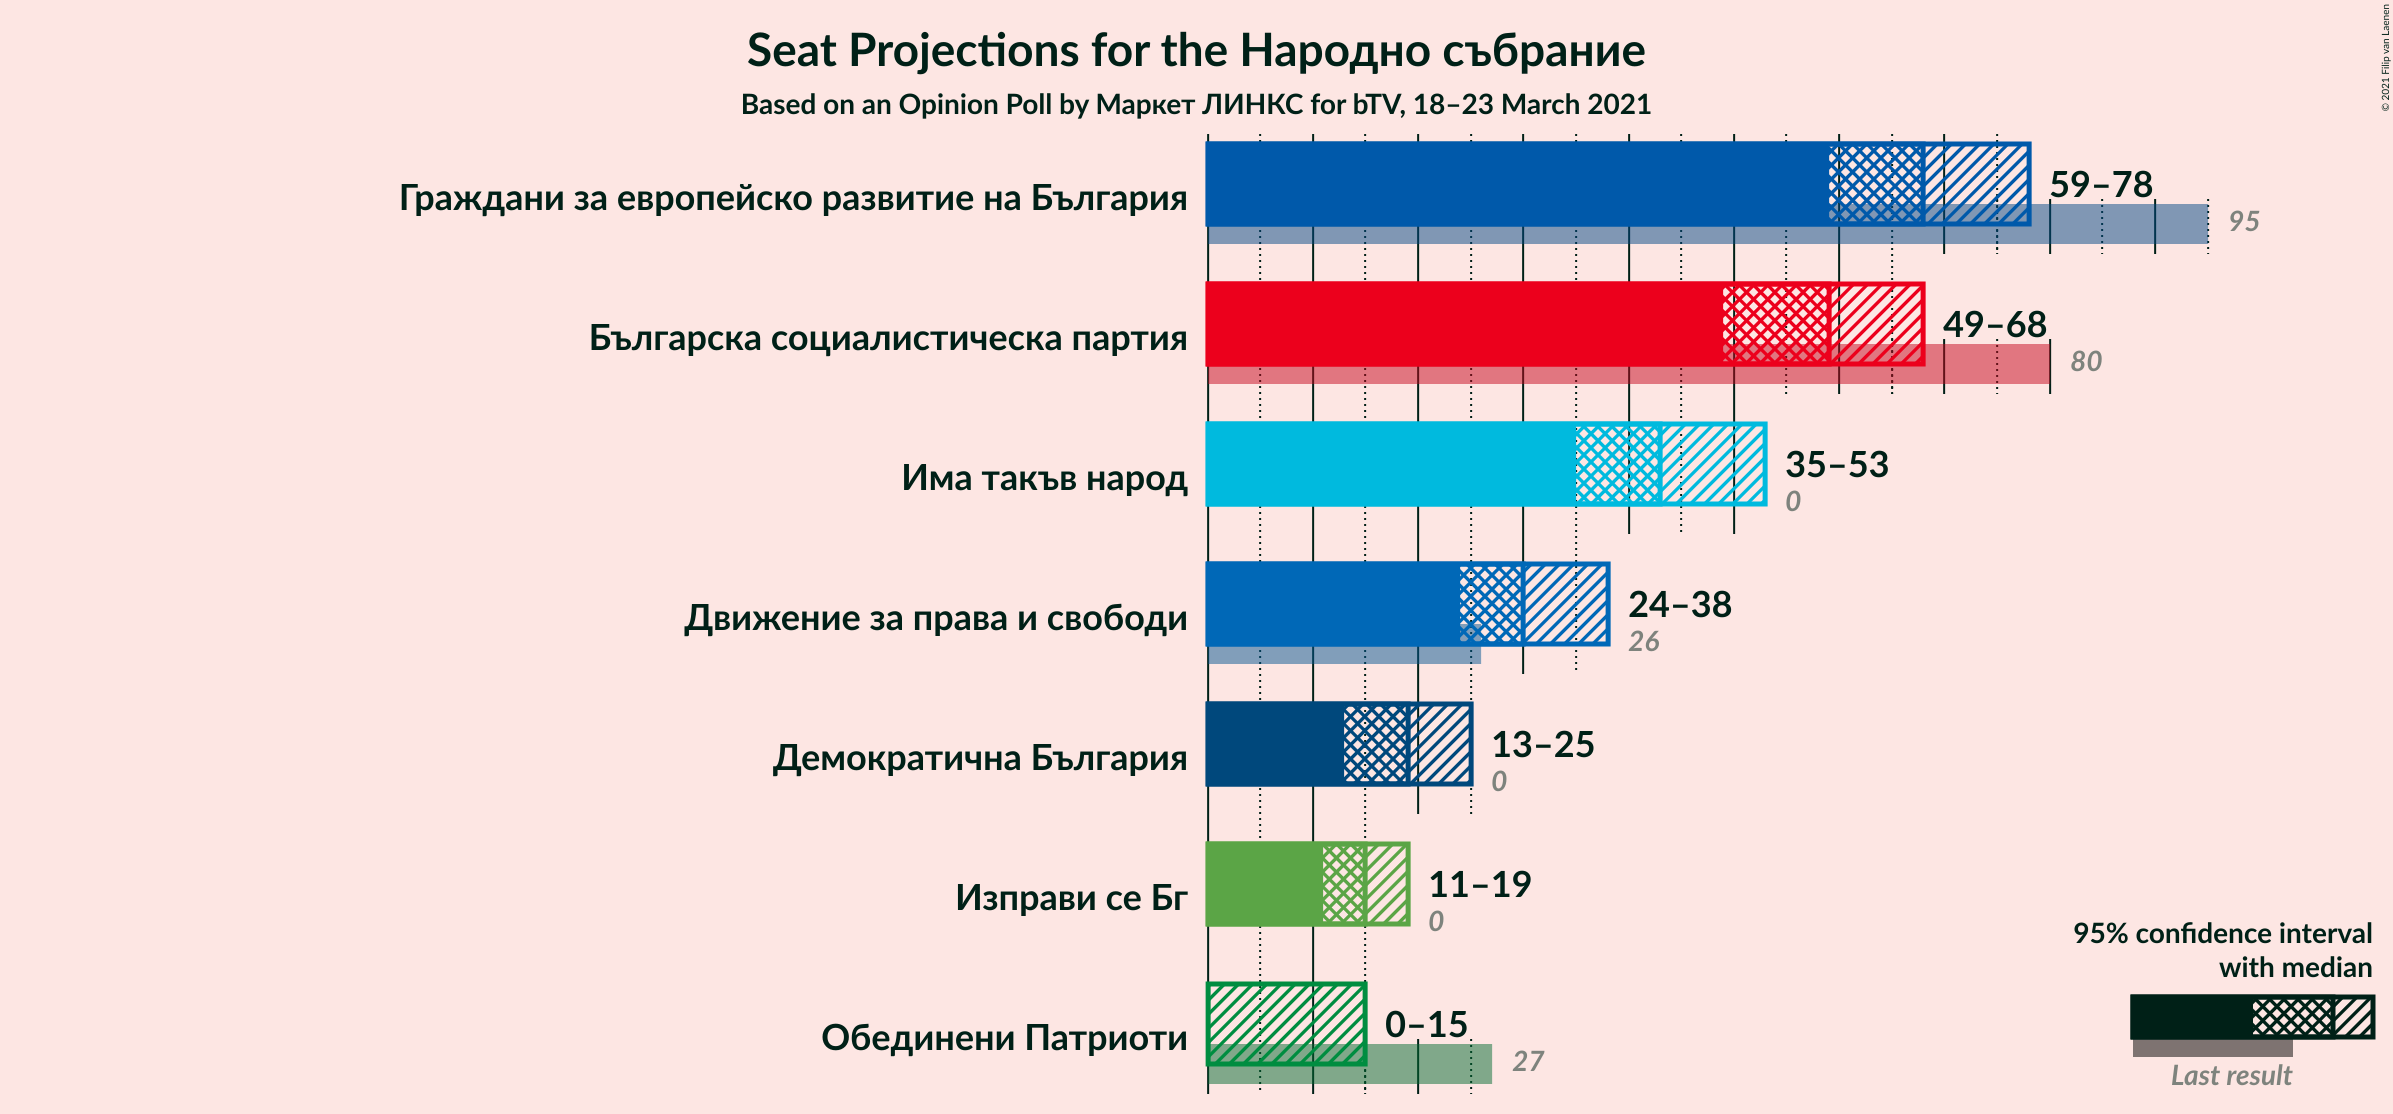 Seat Projections for the Народно събрание
Based on an Opinion Poll by Маркет ЛИНКС for bTV, 18–23 March 2021
© 2021 Filip van Laenen
Граждани за европейско развитие на България
59–78
95
Българска социалистическа партия
49–68
80
Има такъв народ
35–53
0
Движение за права и свободи
24–38
26
Демократична България
13–25
0
Изправи се Бг
11–19
0
Обединени Патриоти
0–15
27
95% confidence interval
with median
Last result